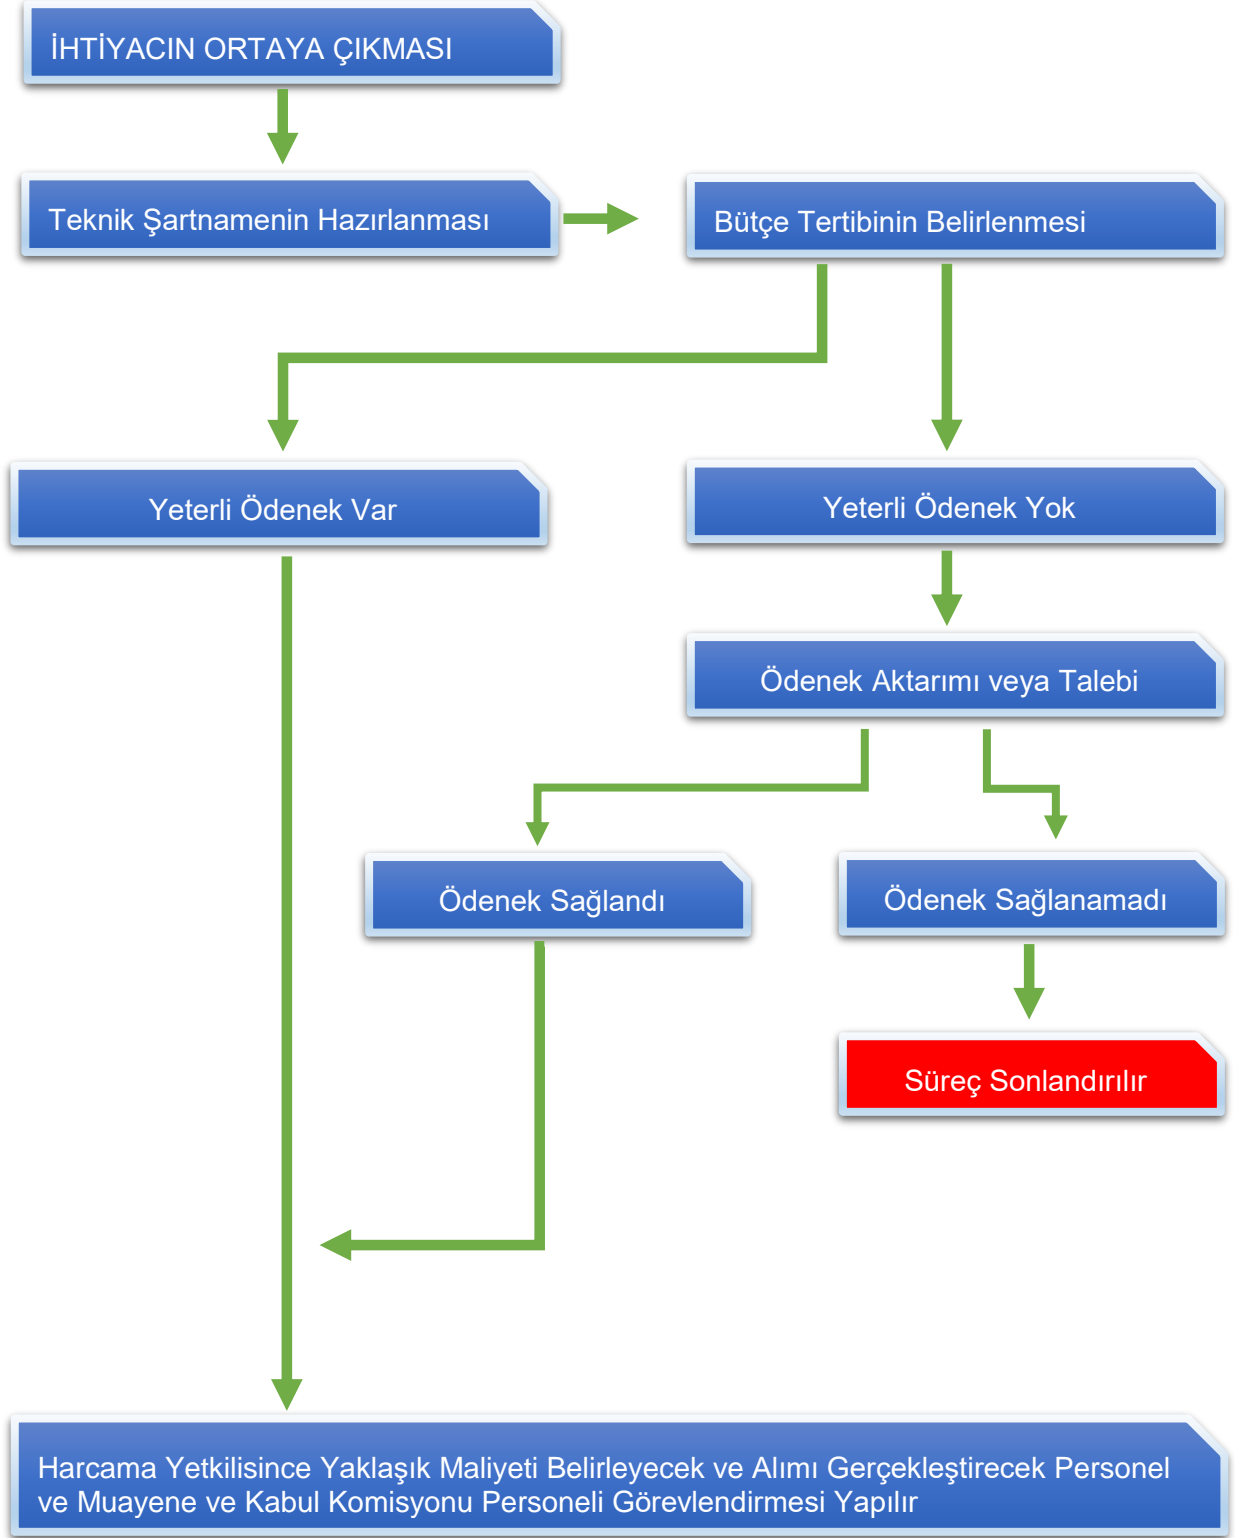 İHTİYACIN ORTAYA ÇIKMASI
Teknik Şartnamenin Hazırlanması
Bütçe Tertibinin Belirlenmesi
Yeterli Ödenek Var
Yeterli Ödenek Yok
Ödenek Aktarımı veya Talebi
Ödenek Sağlandı
Ödenek Sağlanamadı
Süreç Sonlandırılır
Harcama Yetkilisince Yaklaşık Maliyeti Belirleyecek ve Alımı Gerçekleştirecek Personel
ve Muayene ve Kabul Komisyonu Personeli Görevlendirmesi Yapılır